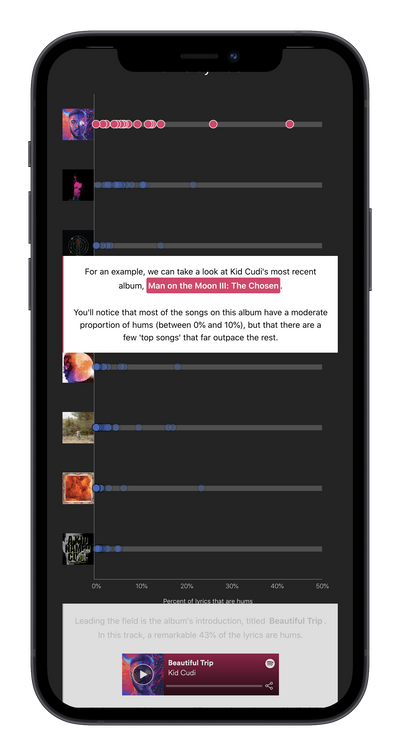 For an example, we can take a look at Kid Cudi's most recent
album, Man on the Moon III: The Chosen.
You'll notice that most of the songs on this album have a moderate
proportion of hums (between 0% and 10%), but that there are a
few 'top songs' that far outpace the rest.
0% 10% 20% 30% 40% 50%
Percent of lyrics that are hums
Leading the field is the album's introduction, titled Beautiful Trip.
In this track, a remarkable 43% of the lyrics are hums.
Beautiful Trip
Kid Cudi